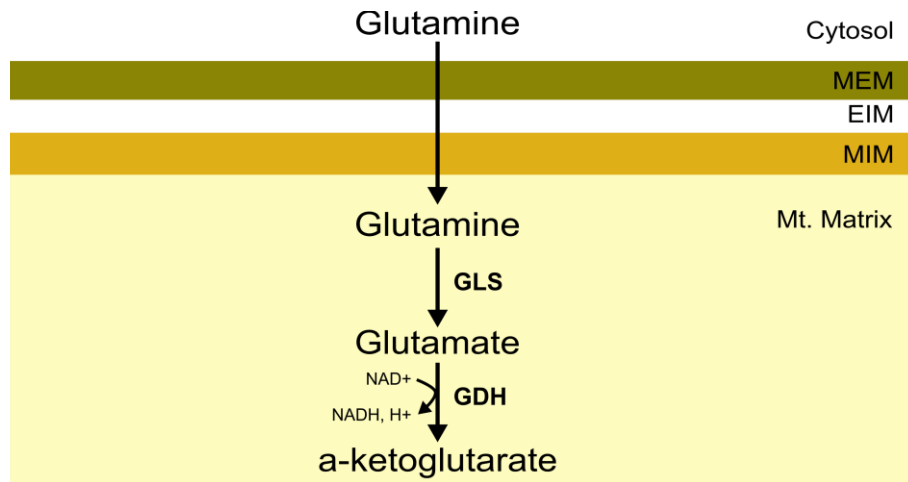 Glutamine
Cytosol
MEM
EIM
MIM
Glutamine
Mt. Matrix
GLS
Glutamate
NAD+
GDH
NADH, H+
a-ketoglutarate